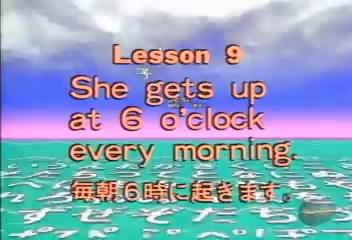 Lesson 9
She gets up
at 6 o'clock
every morning.
毎朝6時に起きます。